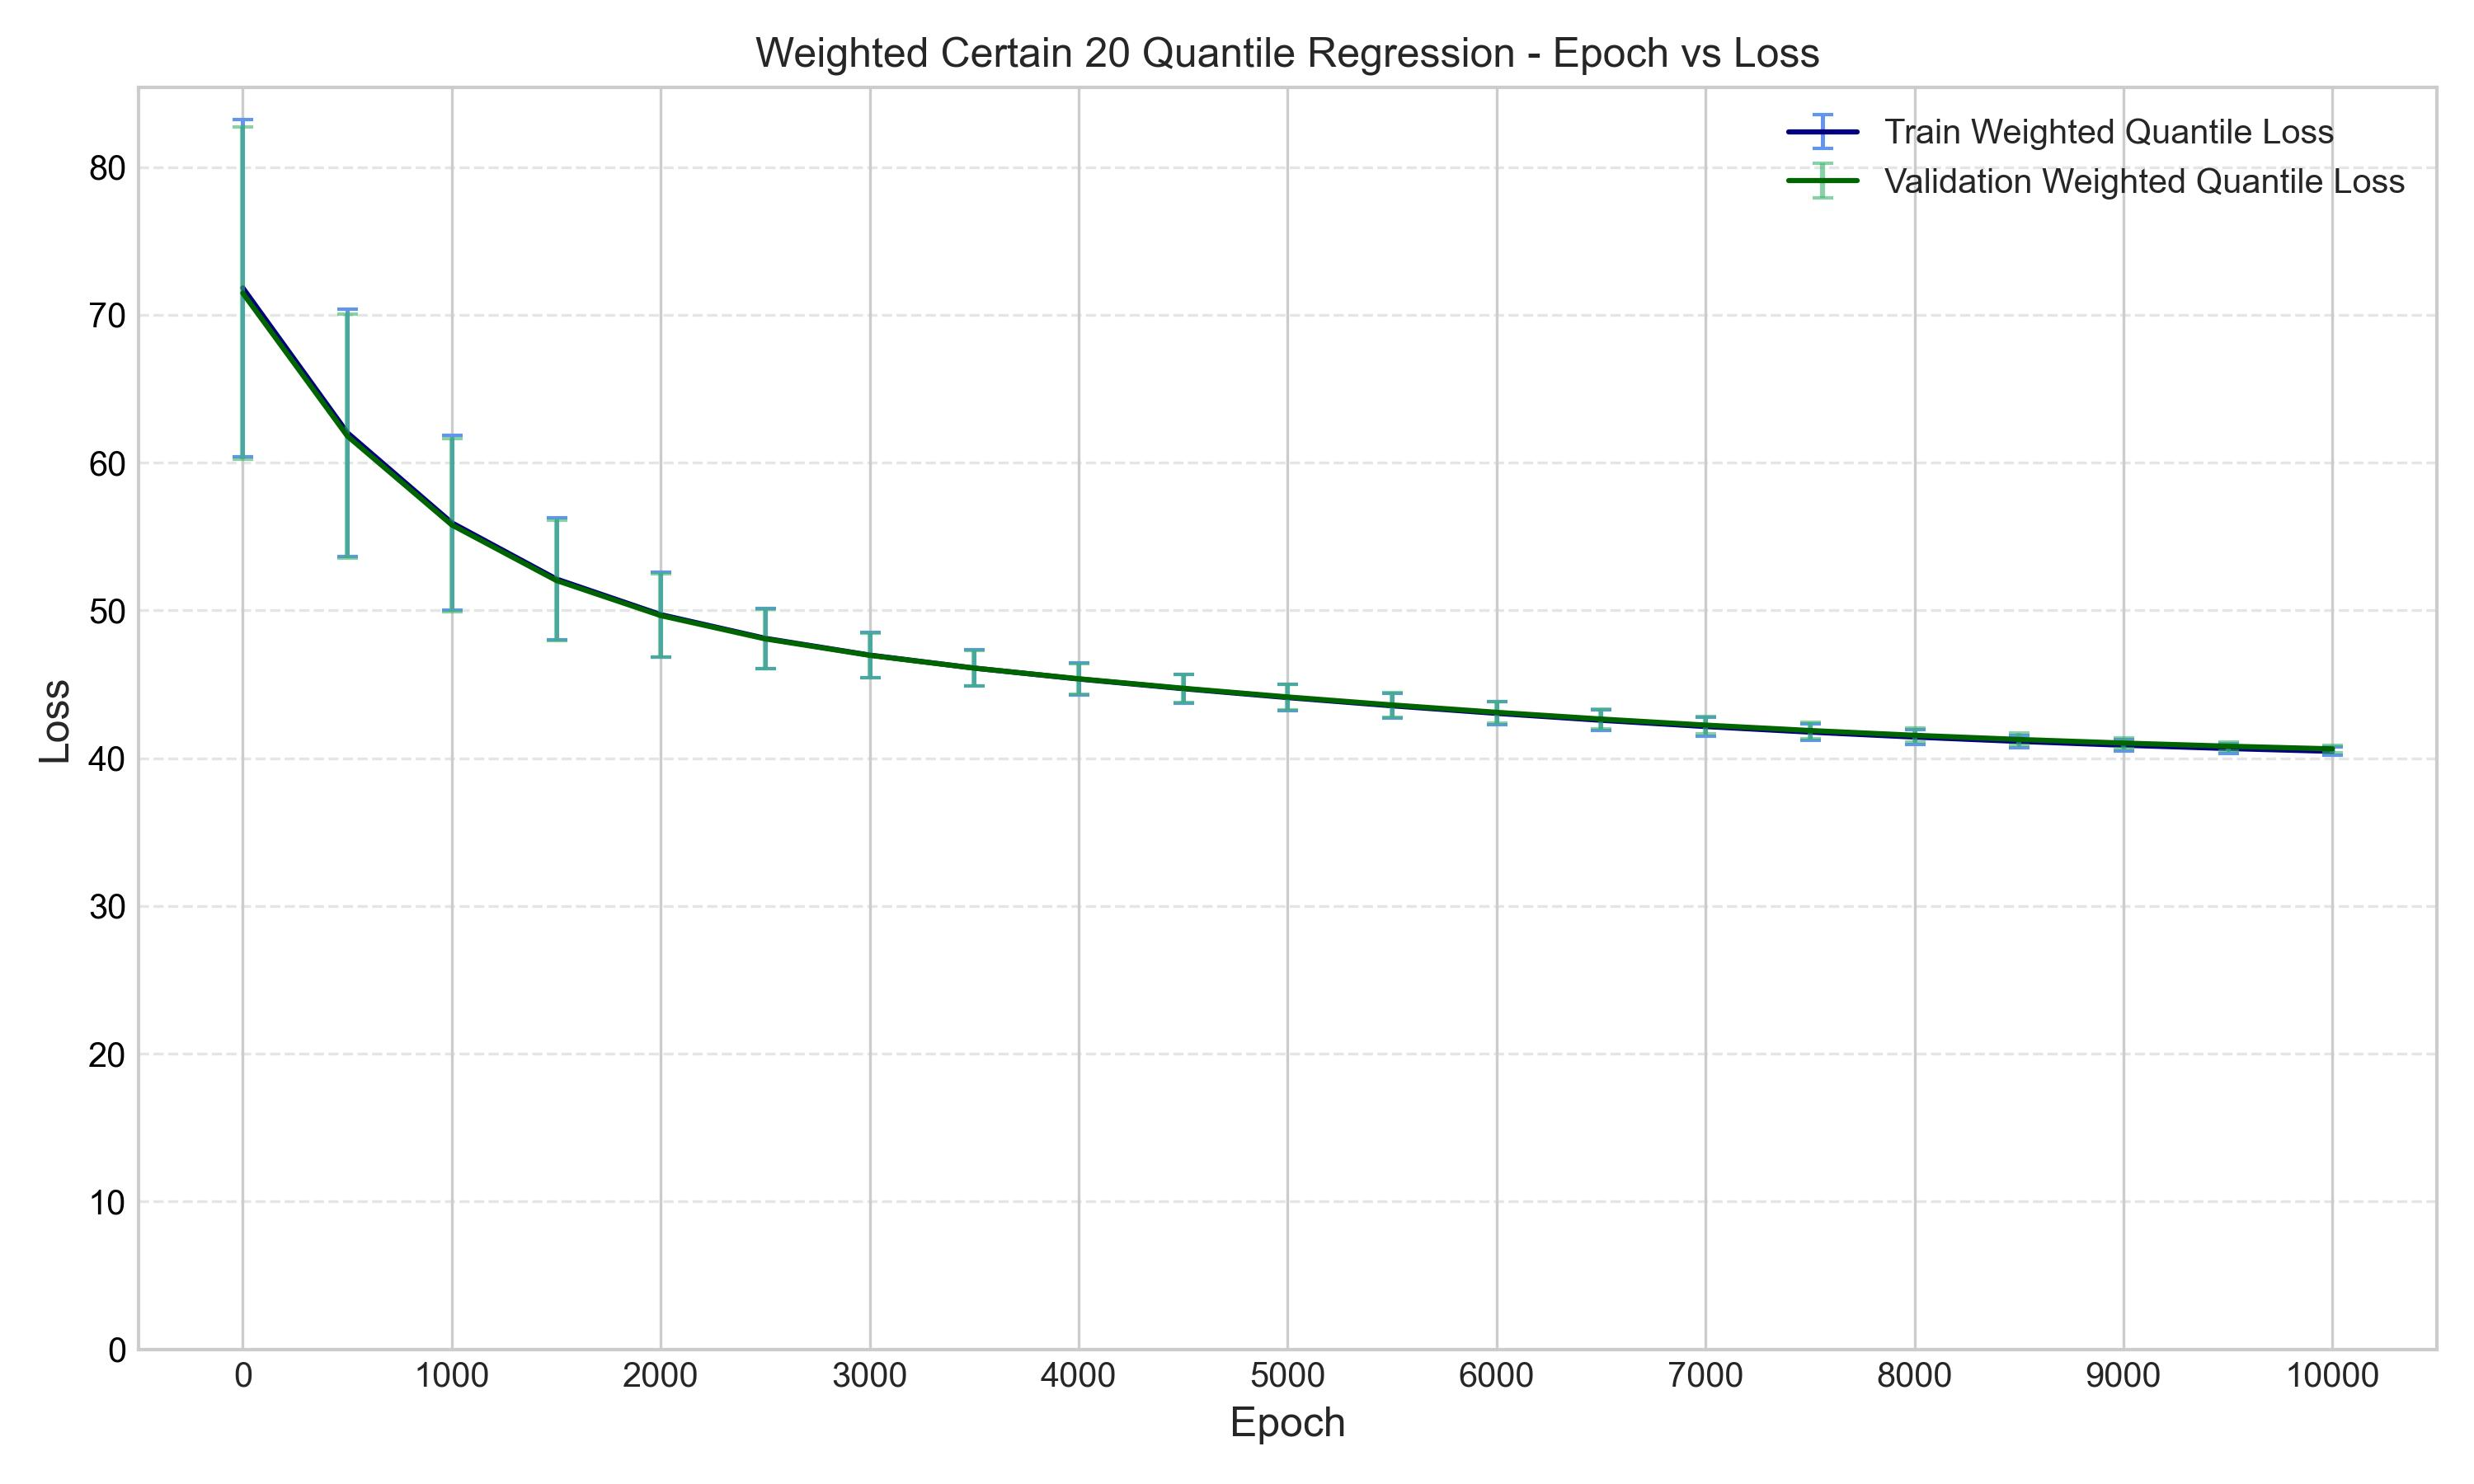 Weighted Certain 20 Quantile Regression - Epoch vs Loss
Train Weighted Quantile Loss
Validation Weighted Quantile Loss
80
70
60
50
40
30
20
10
0
Loss
0 1000 2000 3000 4000 5000 6000 7000 8000 9000 10000
Epoch